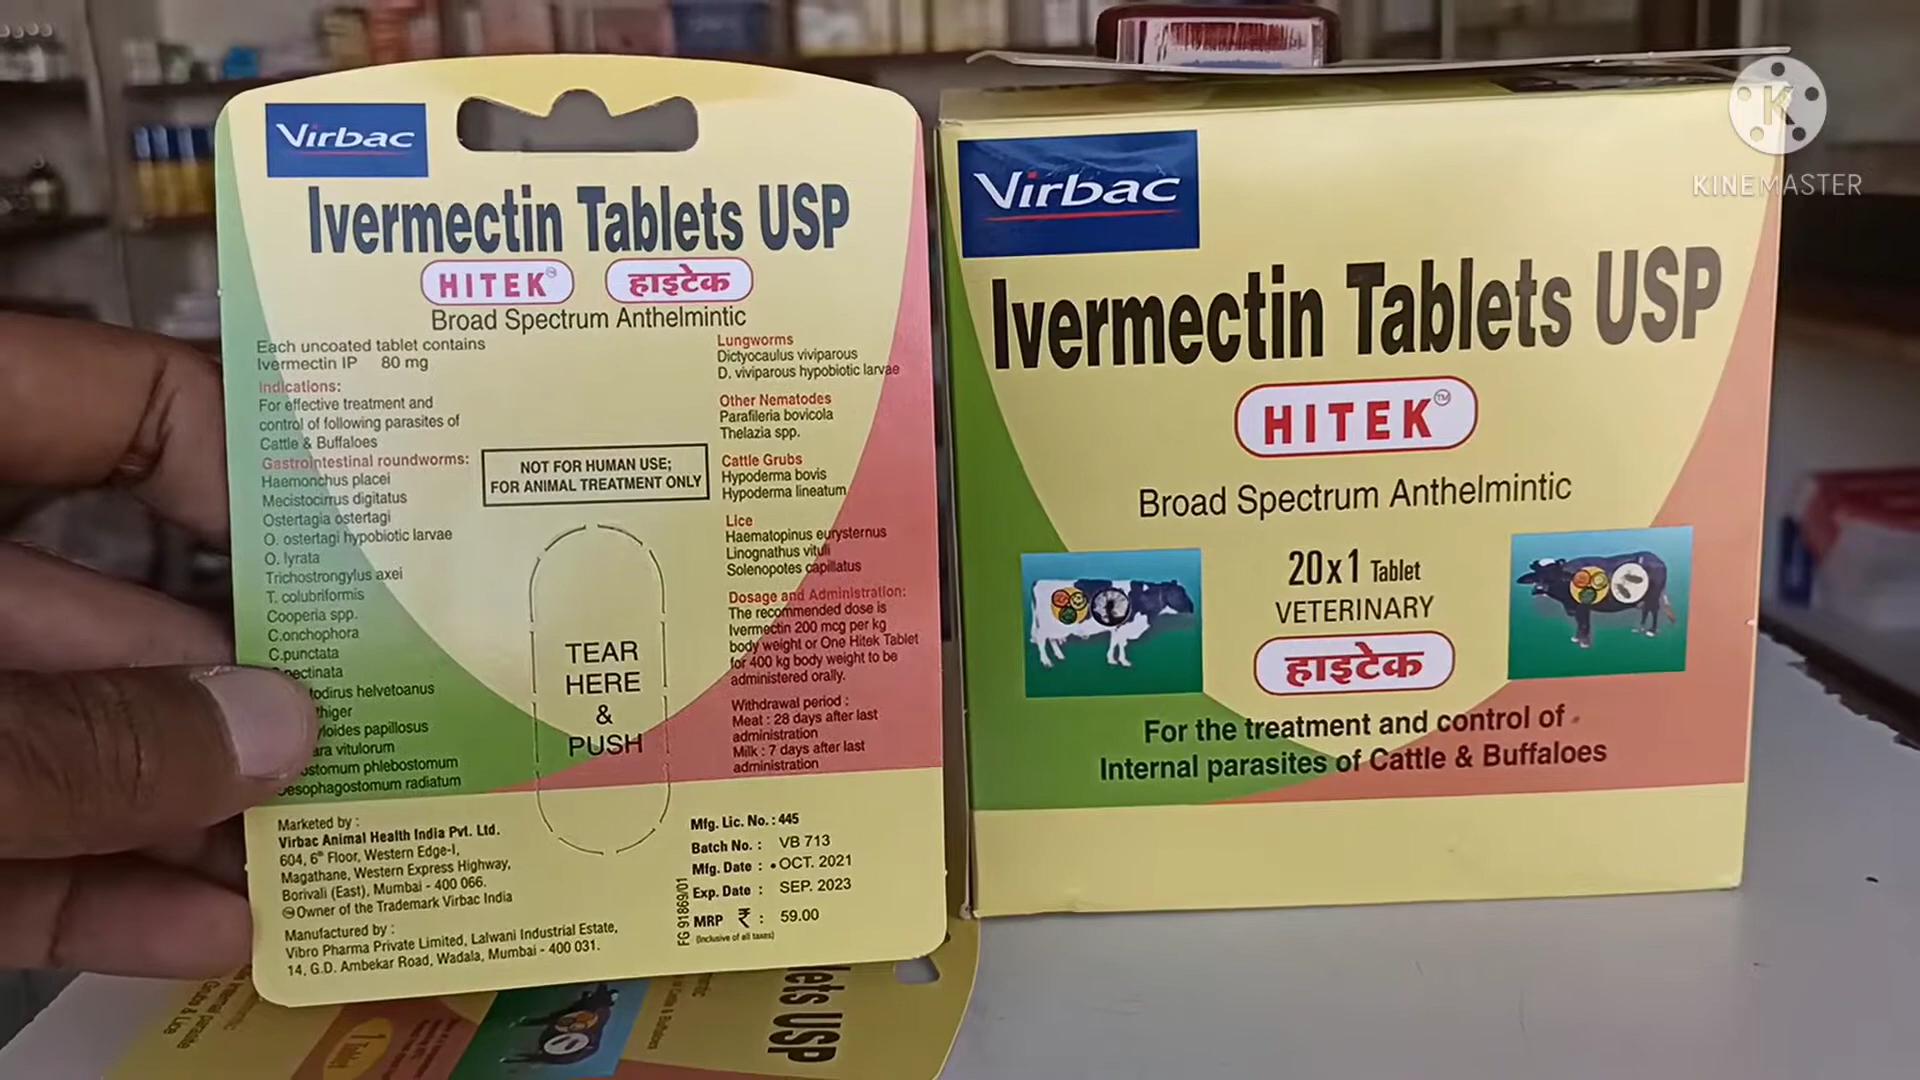 Virbac
Ivermectin Tablets USP
HITEK™ हाइटेक
Broad Spectrum Anthelmintic
Each uncoated tablet contains
Ivermectin IP 80 mg
Indications:
For effective treatment and
control of following parasites of
Cattle & Buffaloes
Gastrointestinal roundworms:
Haemonchus placei
Mecistocirrus digitatus
Ostertagia ostertagi
O. ostertagi hypobiotic larvae
O. lyrata
Trichostrongylus axei
T. colubriformis
Cooperia spp.
C.onchophora
C.punctata
helvetoanus
papillosus
vitulorum
phlebostomum
radiatum
NOT FOR HUMAN USE;
FOR ANIMAL TREATMENT ONLY
TEAR
HERE
&
PUSH
Lungworms
Dictyocaulus viviparous
D. viviparous hypobiotic larvae
Other Nematodes
Parafileria bovicola
Thelazia spp.
Cattle Grubs
Hypoderma bovis
Hypoderma lineatum
Lice
Haematopinus eurysternus
Linognathus vituli
Solenopotes capillatus
Dosage and Administration:
The recommended dose is
Ivermectin 200 mcg per kg
body weight or One Hitek Tablet
for 400 kg body weight to be
administered orally.
Withdrawal period :
Meat : 28 days after last
administration
Milk : 7 days after last
administration
Marketed by :
Virbac Animal Health India Pvt. Ltd.
604, 6th Floor, Western Edge-I,
Magathane, Western Express Highway,
Borivali (East), Mumbai - 400 066.
Owner of the Trademark Virbac India
Manufactured by :
Vibro Pharma Private Limited, Lalwani Industrial Estate,
14, G.D. Ambekar Road, Wadala, Mumbai - 400 031.
FG 91869/01
Mfg. Lic. No. : 445
Batch No. : VB 713
Mfg. Date : OCT. 2021
Exp. Date : SEP. 2023
MRP ₹ : 59.00
(Inclusive of all taxes)
Virbac
Ivermectin Tablets USP
HITEK™
Broad Spectrum Anthelmintic
20x1 Tablet
VETERINARY
हाइटेक
For the treatment and control of
Internal parasites of Cattle & Buffaloes
K
KINEMASTER
USP
1 Tablet
internal parasite
Grubs & Lice